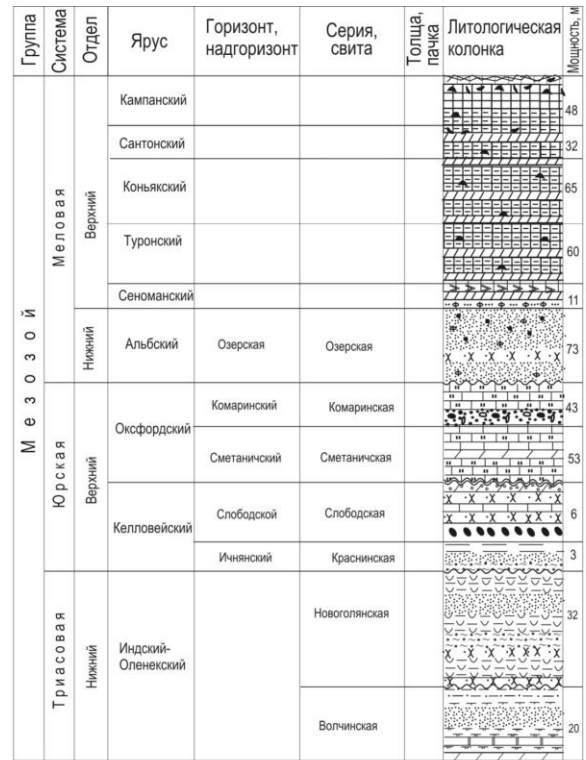 Группа
Система
Отдел
Ярус
Горизонт,
надгоризонт
Серия,
свита
Толща,
пачка
Литологическая
колонка
Мощность, м
Мезозой
Меловая
Верхний
Кампанский
48
Сантонский
32
Коньякский
65
Туронский
60
Сеноманский
11
Нижний
Альбский
Озерская
Озерская
73
Юрская
Верхний
Оксфордский
Комаринский
Комаринская
43
Сметаничский
Сметаничская
53
Келловейский
Слободской
Слободская
6
Ичнянский
Краснинская
3
Триасовая
Нижний
Индский-
Оленекский
Новоголянская
32
Волчинская
20